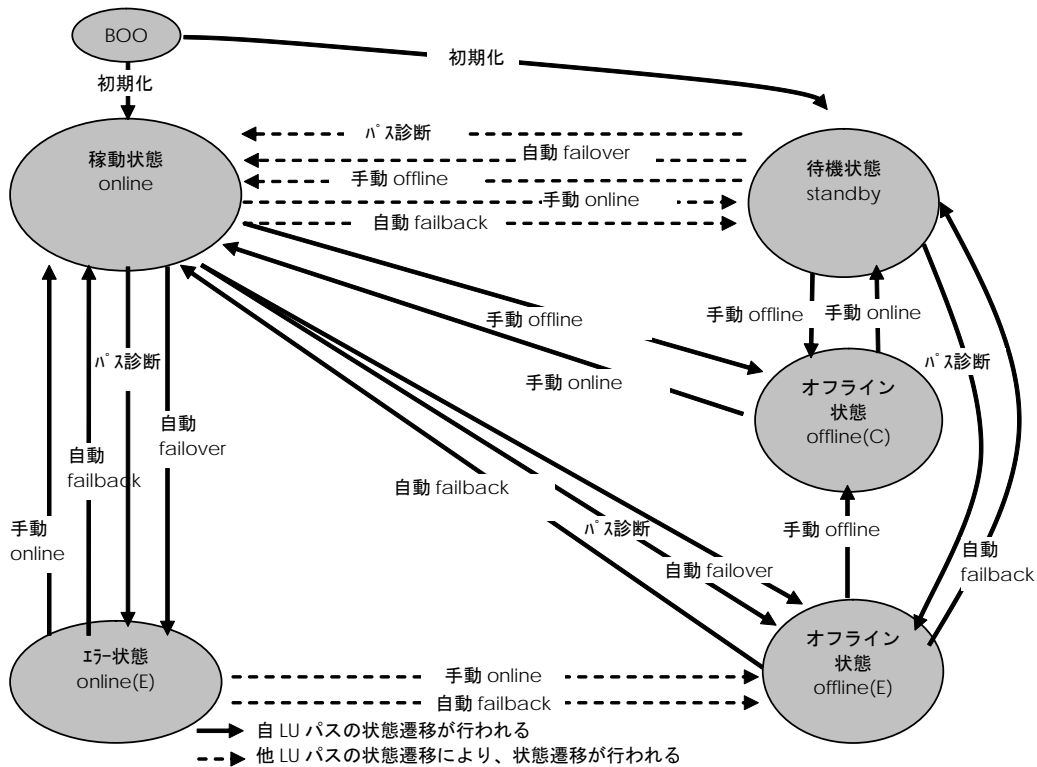 BOO
初期化
初期化
稼動状態
online
待機状態
standby
パス診断
自動 failover
手動 offline
手動 online
自動 failback
手動 offline
手動 online
手動 offline
手動 online
パス診断
オフライン
状態
offline(C)
パス診断
自動
failover
自動
failback
手動
online
自動 failback
パス診断
自動 failover
手動 offline
自動
failback
エラー状態
online(E)
オフライン
状態
offline(E)
手動 online
自動 failback
自 LU パスの状態遷移が行われる
他 LU パスの状態遷移により、状態遷移が行われる